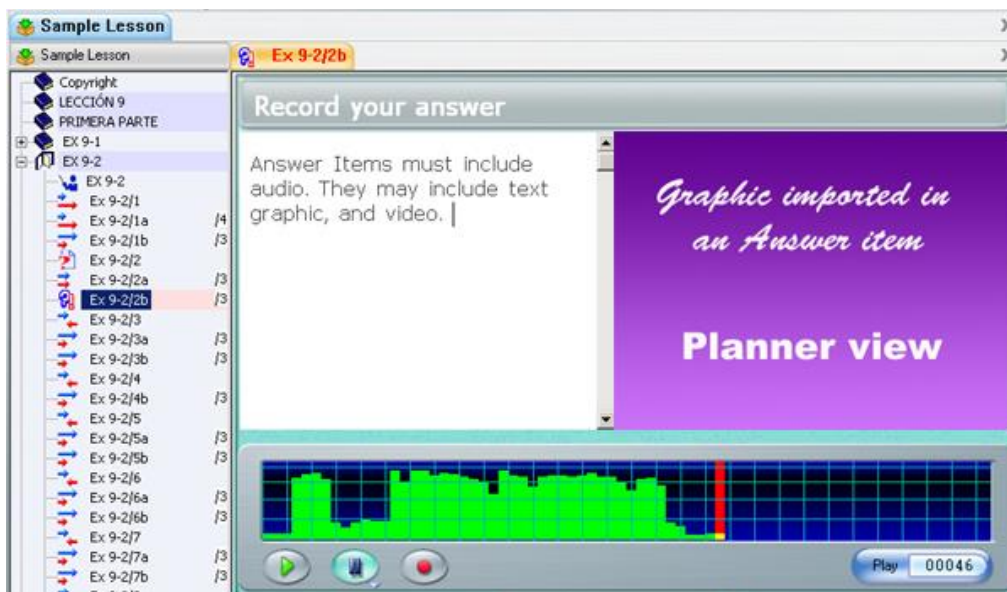 Sample Lesson
Sample Lesson
Ex 9-2/2b
Copyright
LECCIÓN 9
PRIMERA PARTE
EX 9-1
EX 9-2
EX 9-2
Ex 9-2/1
Ex 9-2/1a /4
Ex 9-2/1b /3
Ex 9-2/2
Ex 9-2/2a /3
Ex 9-2/2b /3
Ex 9-2/3
Ex 9-2/3a /3
Ex 9-2/3b /3
Ex 9-2/4
Ex 9-2/4b /3
Ex 9-2/5
Ex 9-2/5a /3
Ex 9-2/5b /3
Ex 9-2/6
Ex 9-2/6a /3
Ex 9-2/6b /3
Ex 9-2/7
Ex 9-2/7a /3
Ex 9-2/7b /3
Record your answer
Answer Items must include
audio. They may include text
graphic, and video.
Graphic imported in
an Answer item
Planner view
Play 00046